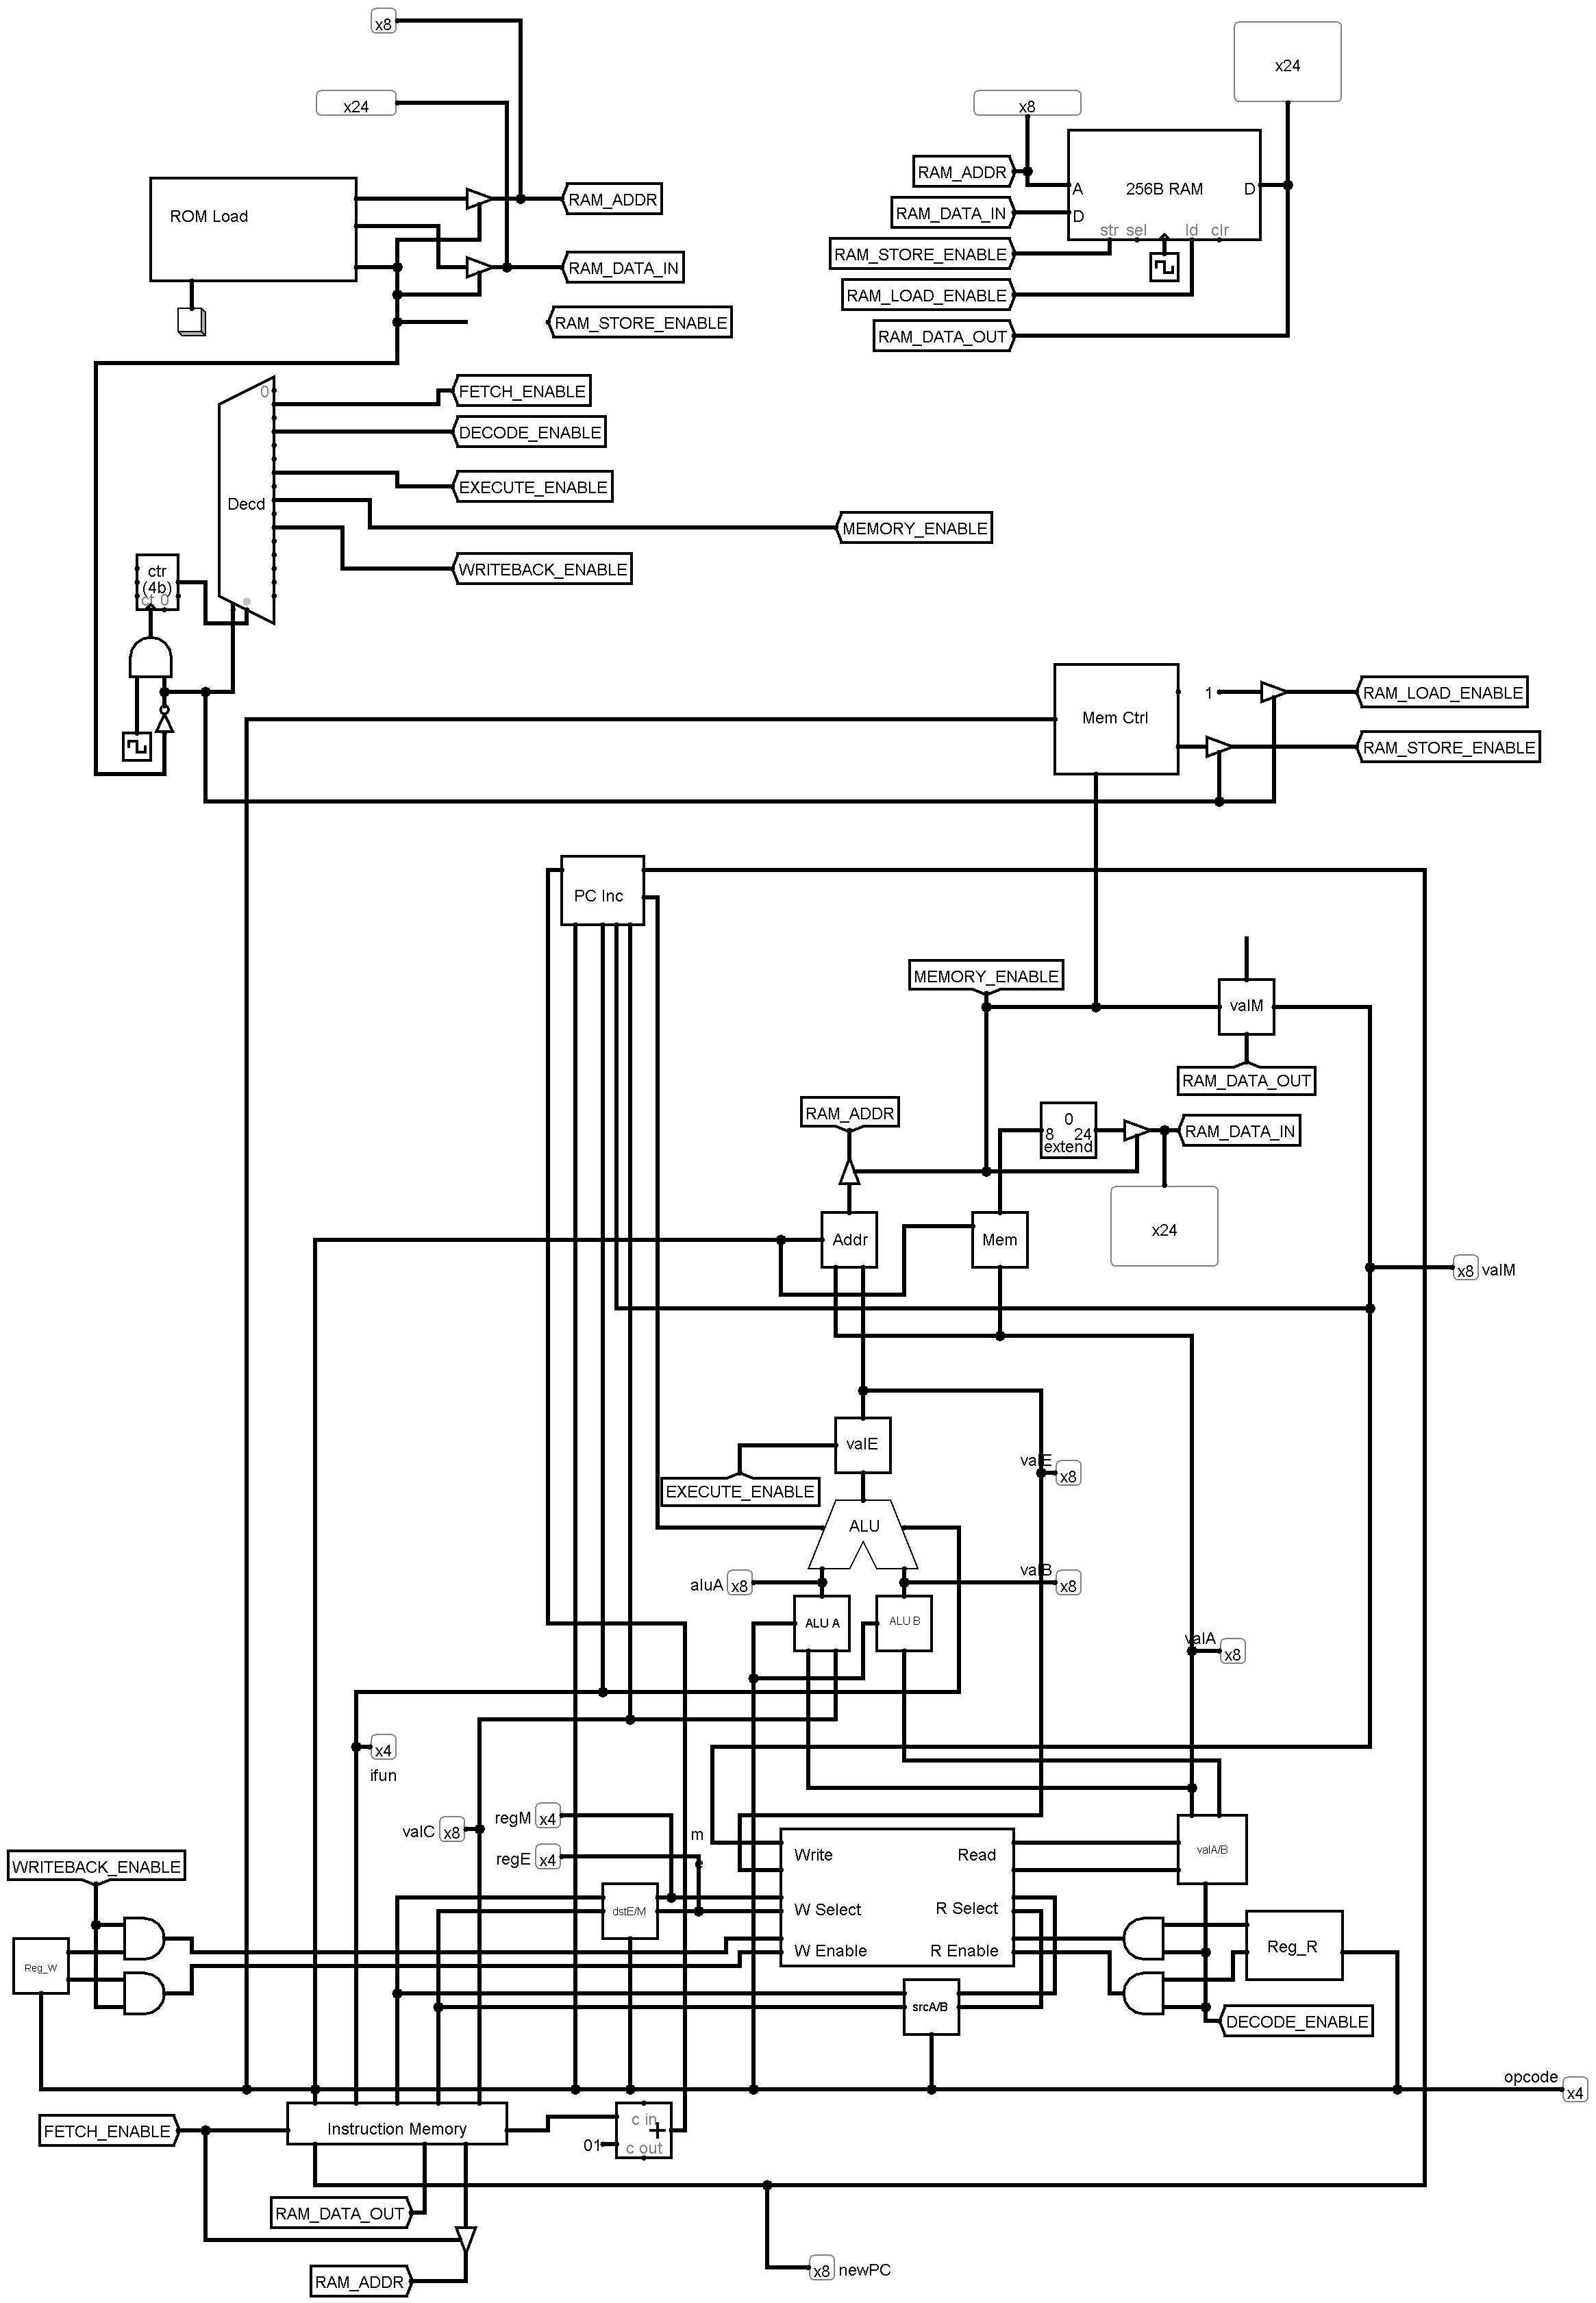 x8
x24
x24
x8
ROM Load
RAM_ADDR
RAM_DATA_IN
RAM_STORE_ENABLE
RAM_ADDR
RAM_DATA_IN
RAM_STORE_ENABLE
RAM_LOAD_ENABLE
RAM_DATA_OUT
256B RAM
A
D
D
str sel ld clr
0
Decd
FETCH_ENABLE
DECODE_ENABLE
EXECUTE_ENABLE
MEMORY_ENABLE
WRITEBACK_ENABLE
ctr
(4b)
ct 0
Mem Ctrl
1
RAM_LOAD_ENABLE
RAM_STORE_ENABLE
PC Inc
MEMORY_ENABLE
valM
RAM_DATA_OUT
RAM_ADDR
0
8 24
extend
RAM_DATA_IN
x24
Addr
Mem
x8 valM
valE
EXECUTE_ENABLE
valE
x8
ALU
aluA x8
valB
x8
ALU A
ALU B
valA
x8
x4
ifun
regM x4
valC x8
m
regE x4
e
WRITEBACK_ENABLE
Write
Read
W Select
R Select
W Enable
R Enable
valA/B
dstE/M
Reg_W
Reg_R
srcA/B
DECODE_ENABLE
opcode
x4
FETCH_ENABLE
Instruction Memory
c in
+
01
c out
RAM_DATA_OUT
RAM_ADDR
x8 newPC